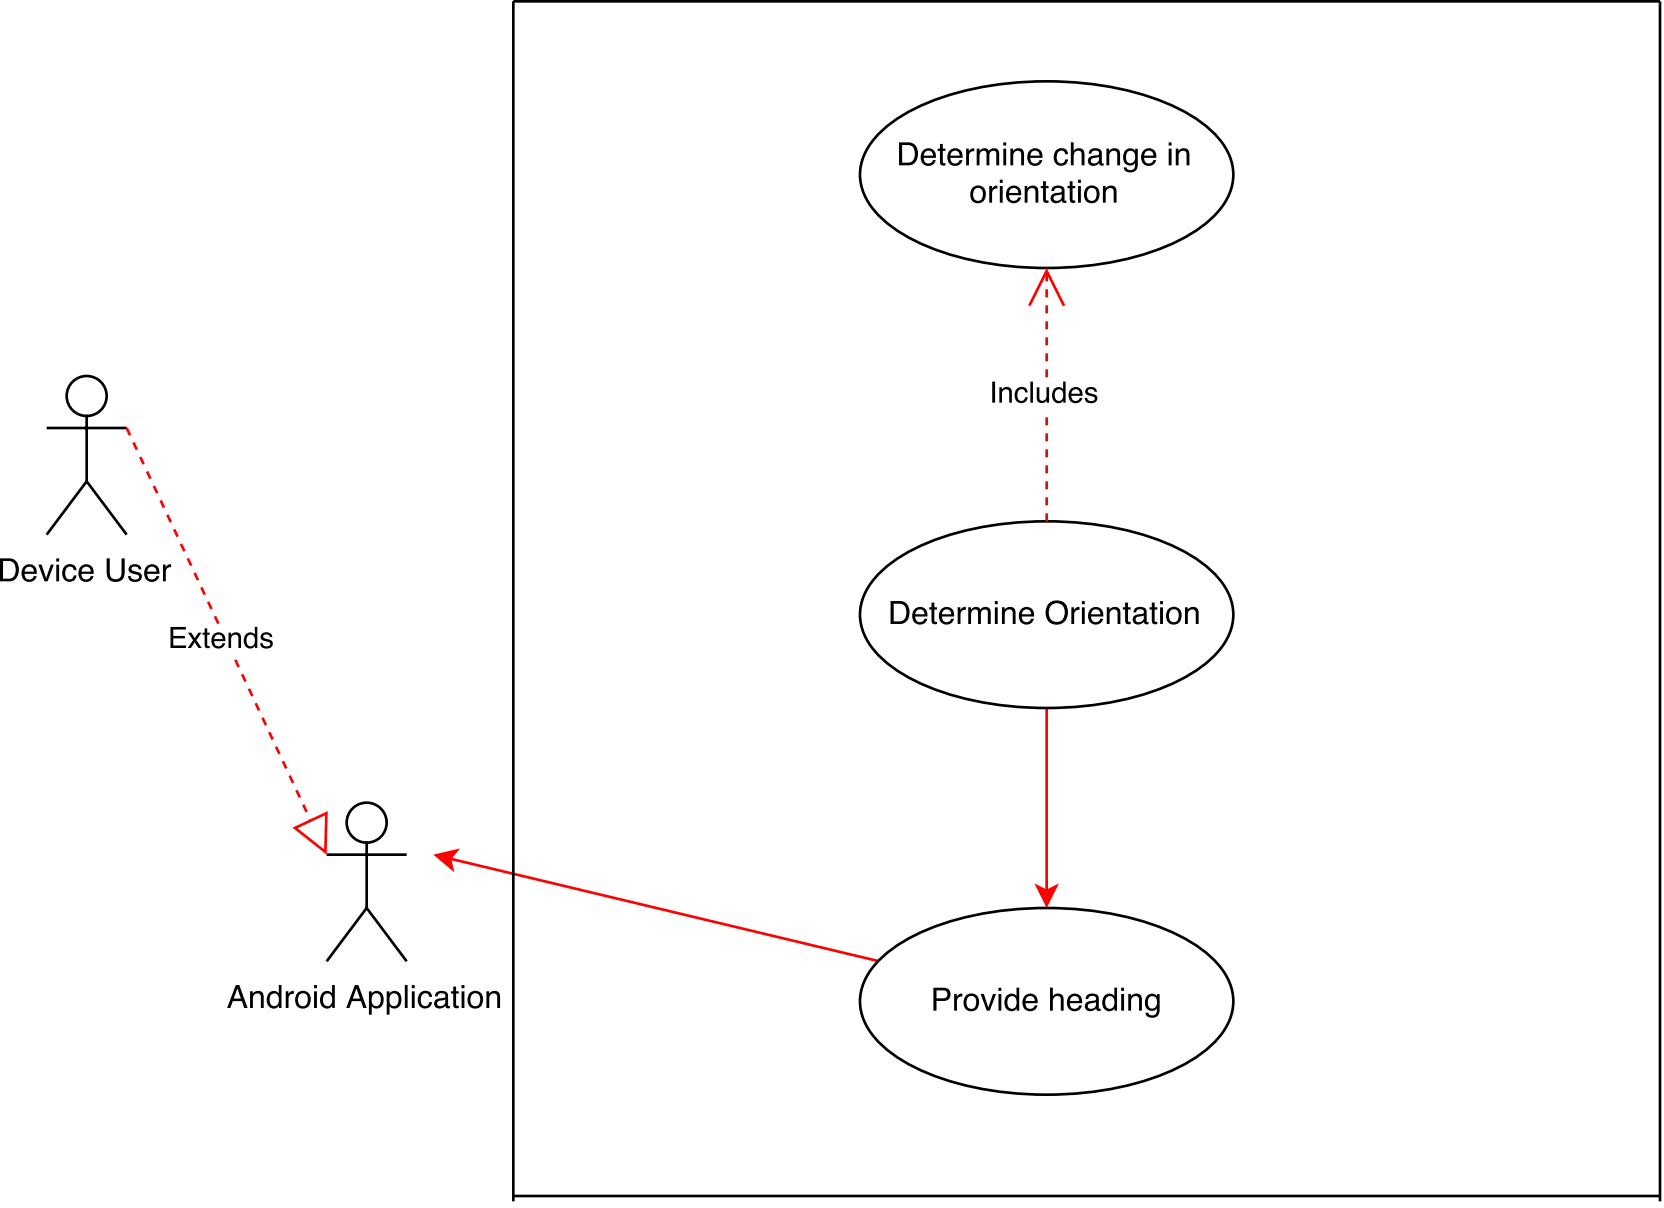 Determine change in
orientation
Includes
Device User
Determine Orientation
Extends
Android Application
Provide heading